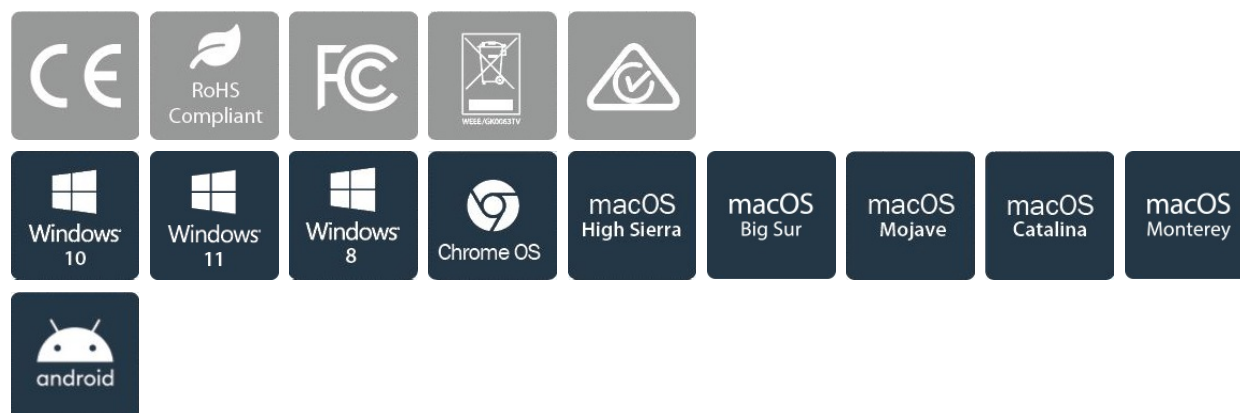 CE
RoHS
Compliant
FC
WEEE/GK0063TV
Windows
10
Windows
11
Windows
8
Chrome OS
macOS
High Sierra
macOS
Big Sur
macOS
Mojave
macOS
Catalina
macOS
Monterey
android